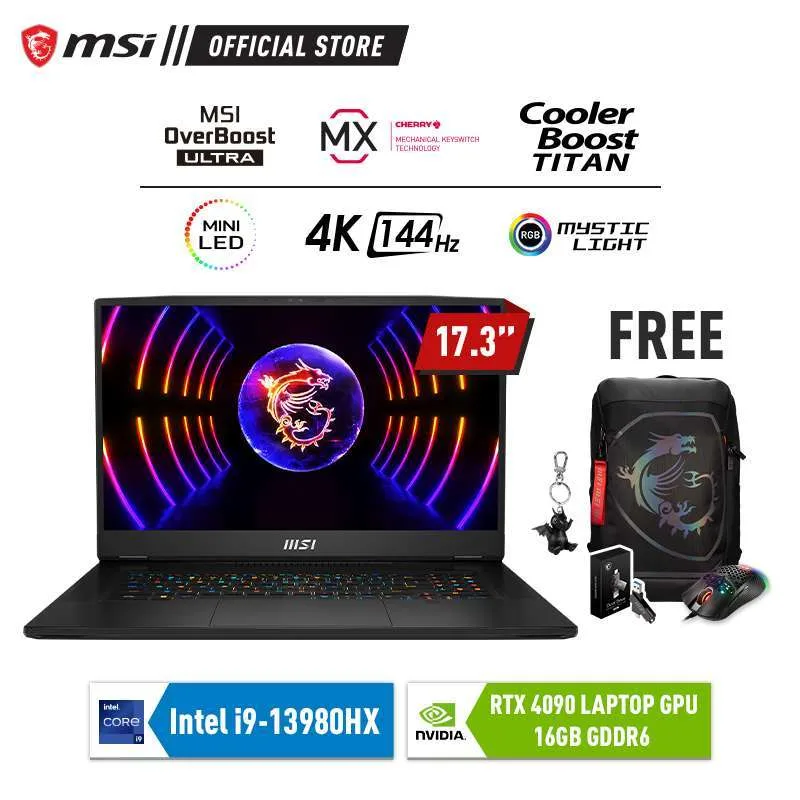 msi OFFICIAL STORE
MSI
OverBoost
ULTRA
MX
CHERRY
MECHANICAL KEYSWITCH
TECHNOLOGY
Cooler
Boost
TITAN
MINI
LED
4K 144Hz
RGB
MYSTIC
LIGHT
17.3”
FREE
msi
intel
CORE
i9
Intel i9-13980HX
NVIDIA.
RTX 4090 LAPTOP GPU
16GB GDDR6